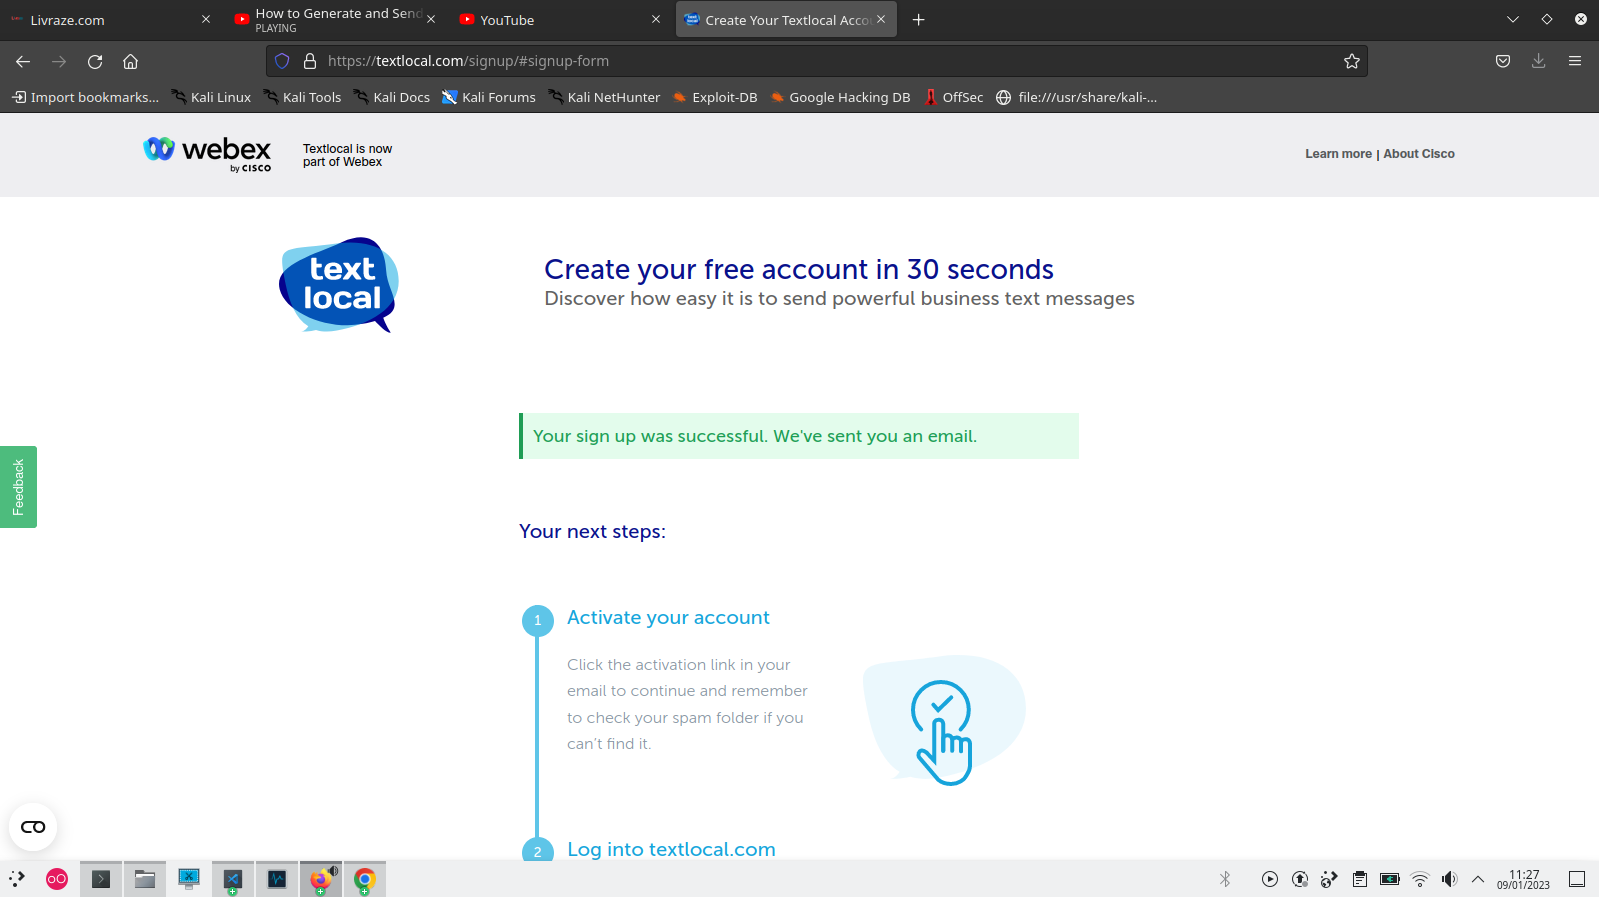 Livraze.com
How to Generate and Send
PLAYING
YouTube
Create Your Textlocal Acco
https://textlocal.com/signup/#signup-form
Import bookmarks...
Kali Linux
Kali Tools
Kali Docs
Kali Forums
Kali NetHunter
Exploit-DB
Google Hacking DB
OffSec
file:///usr/share/kali-...
webex
by CISCO
Textlocal is now
part of Webex
Learn more | About Cisco
text
local
Create your free account in 30 seconds
Discover how easy it is to send powerful business text messages
Your sign up was successful. We've sent you an email.
Feedback
Your next steps:
1
Activate your account
Click the activation link in your
email to continue and remember
to check your spam folder if you
can't find it.
2
Log into textlocal.com
11:27
09/01/2023